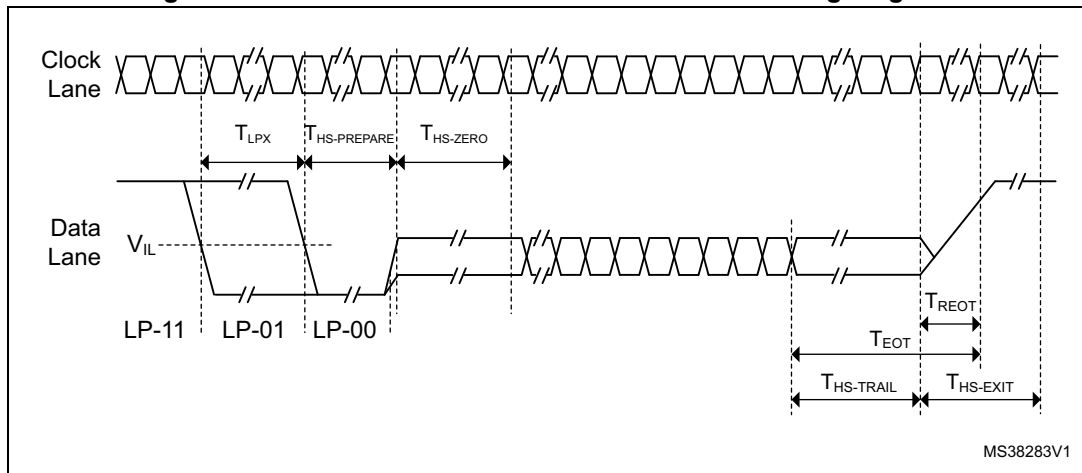 Clock
Lane
T_LPX T_HS-PREPARE T_HS-ZERO
Data
Lane
V_IL
LP-11 LP-01 LP-00
T_REOT
T_EOT
T_HS-TRAIL T_HS-EXIT
MS38283V1